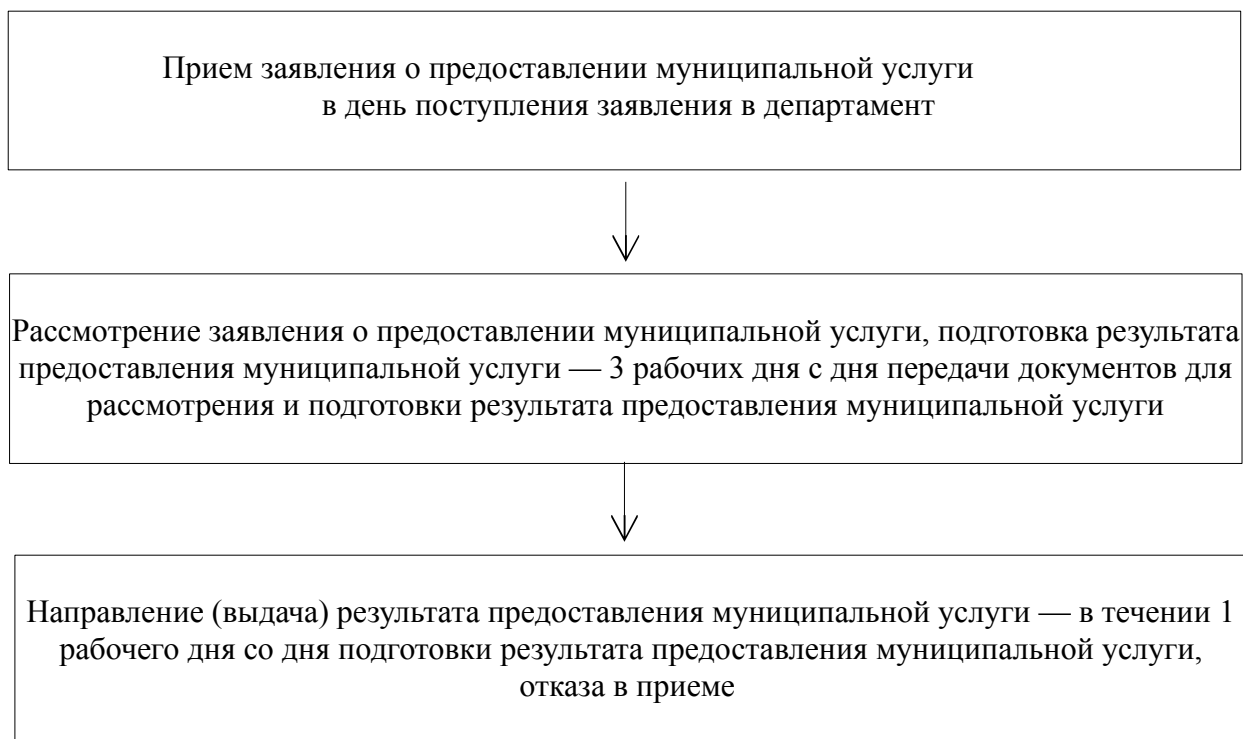 Прием заявления о предоставлении муниципальной услуги
в день поступления заявления в департамент
Рассмотрение заявления о предоставлении муниципальной услуги, подготовка результата
предоставления муниципальной услуги — 3 рабочих дня с дня передачи документов для
рассмотрения и подготовки результата предоставления муниципальной услуги
Направление (выдача) результата предоставления муниципальной услуги — в течении 1
рабочего дня со дня подготовки результата предоставления муниципальной услуги,
отказа в приеме